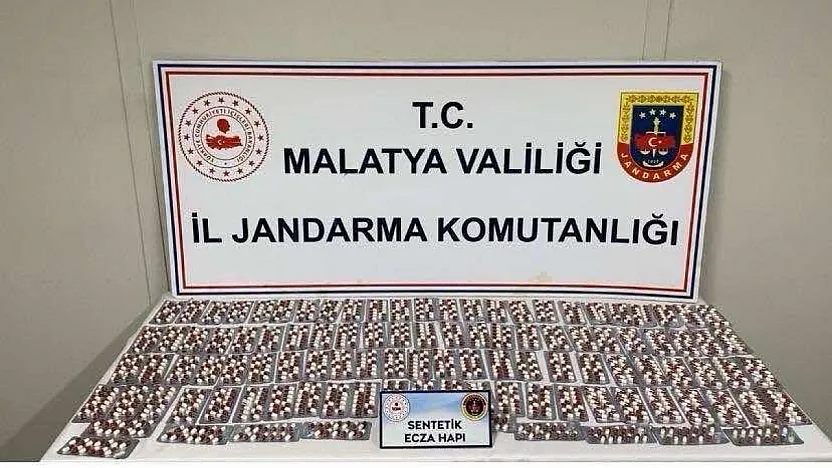 T.C.
MALATYA VALİLİĞİ
İL JANDARMA KOMUTANLIĞI
JANDARMA
SENTETİK
ECZA HAPI